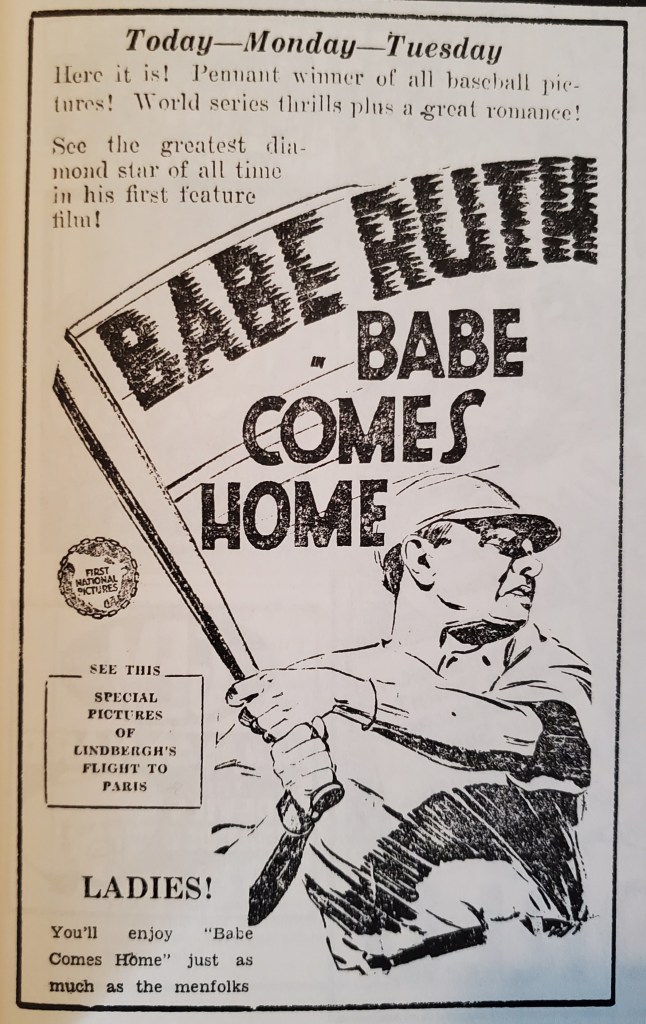 Today—Monday—Tuesday
Here it is! Pennant winner of all baseball pic-
tures! World series thrills plus a great romance!
See the greatest dia-
mond star of all time
in his first feature
film!
BABE RUTH
IN BABE
COMES
HOME
FIRST
NATIONAL
PICTURES
SEE THIS
SPECIAL
PICTURES
OF
LINDBERGH'S
FLIGHT TO
PARIS
LADIES!
You'll enjoy "Babe
Comes Home" just as
much as the menfolks